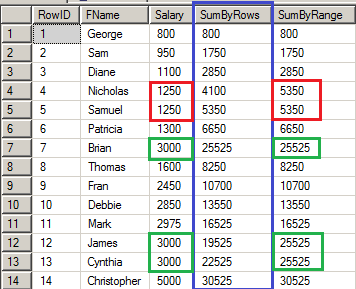 RowID FName Salary SumByRows SumByRange
1 1 George 800 800 800
2 2 Sam 950 1750 1750
3 3 Diane 1100 2850 2850
4 4 Nicholas 1250 4100 5350
5 5 Samuel 1250 5350 5350
6 6 Patricia 1300 6650 6650
7 7 Brian 3000 25525 25525
8 8 Thomas 1600 8250 8250
9 9 Fran 2450 10700 10700
10 10 Debbie 2850 13550 13550
11 11 Mark 2975 16525 16525
12 12 James 3000 19525 25525
13 13 Cynthia 3000 22525 25525
14 14 Christopher 5000 30525 30525